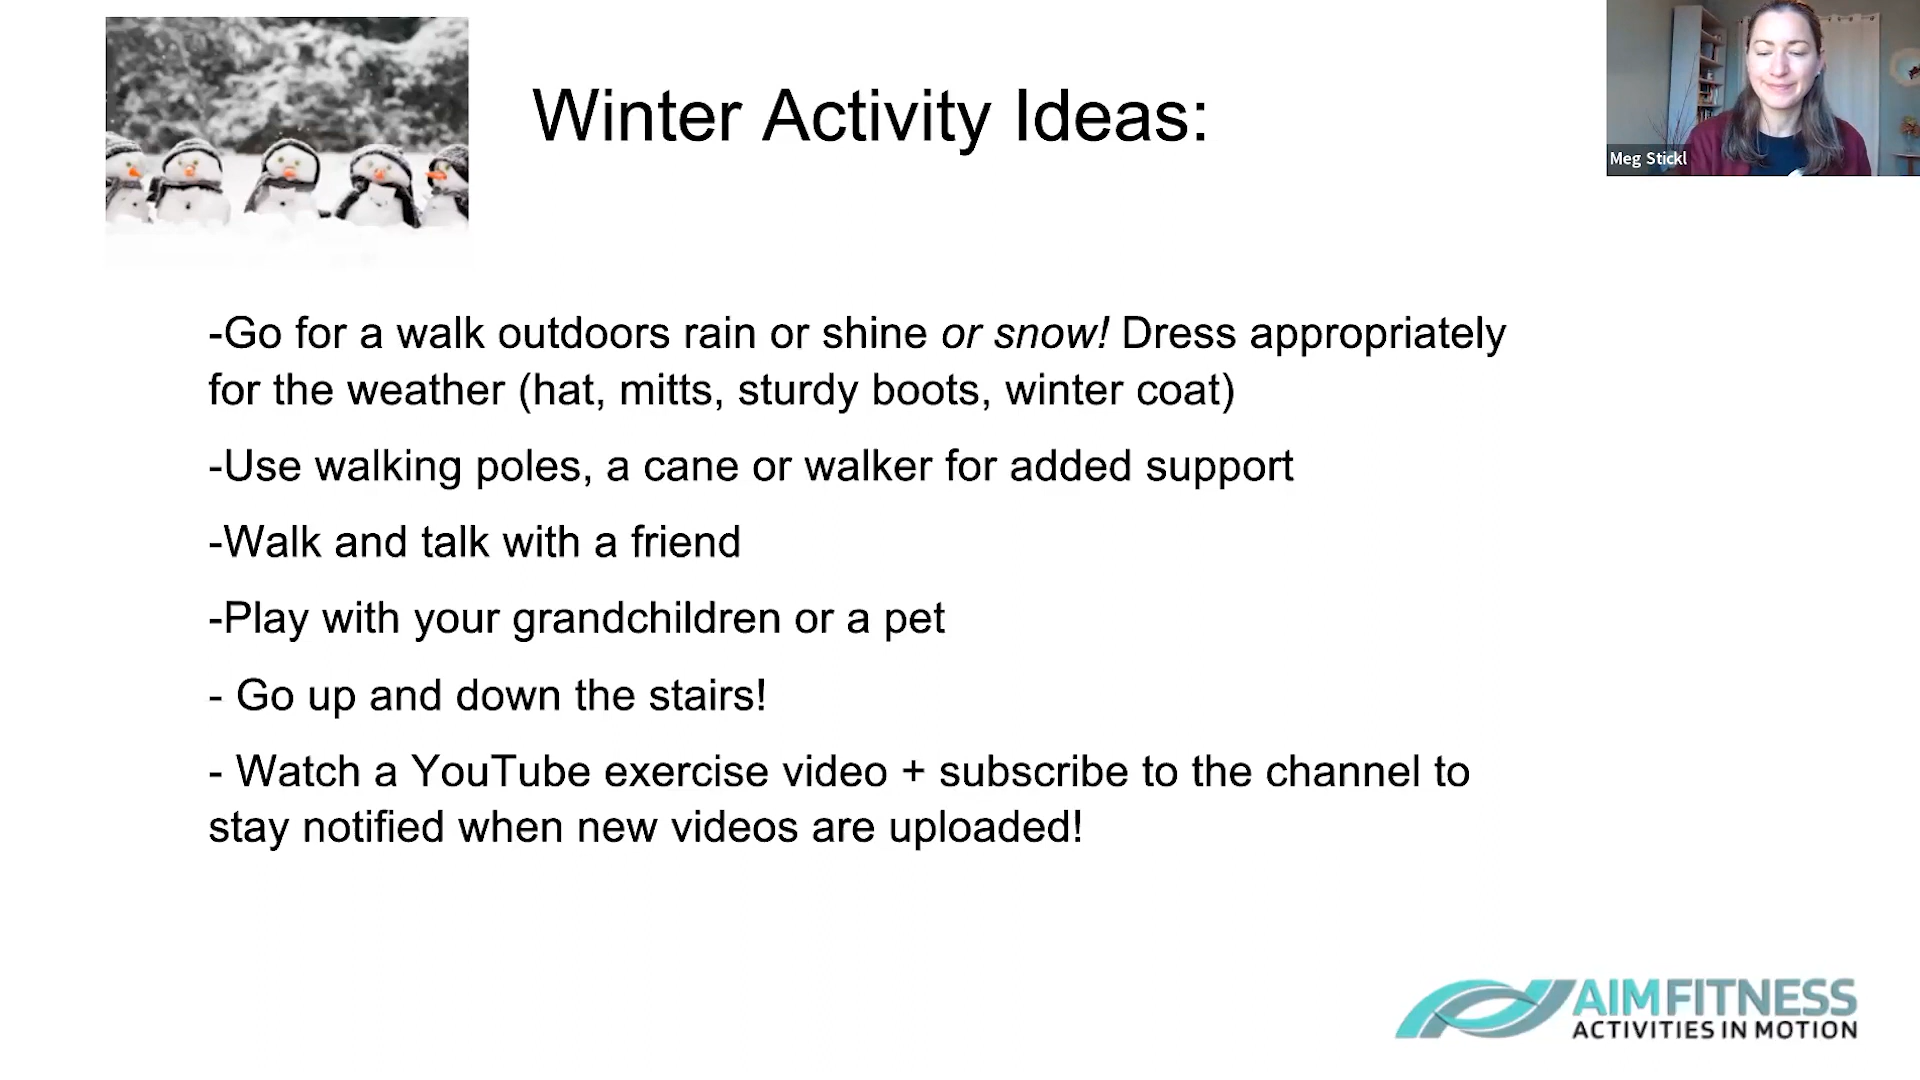 Winter Activity Ideas:
Meg Stickl
-Go for a walk outdoors rain or shine or snow! Dress appropriately
for the weather (hat, mitts, sturdy boots, winter coat)
-Use walking poles, a cane or walker for added support
-Walk and talk with a friend
-Play with your grandchildren or a pet
- Go up and down the stairs!
- Watch a YouTube exercise video + subscribe to the channel to
stay notified when new videos are uploaded!
AIMFITNESS
ACTIVITIES IN MOTION